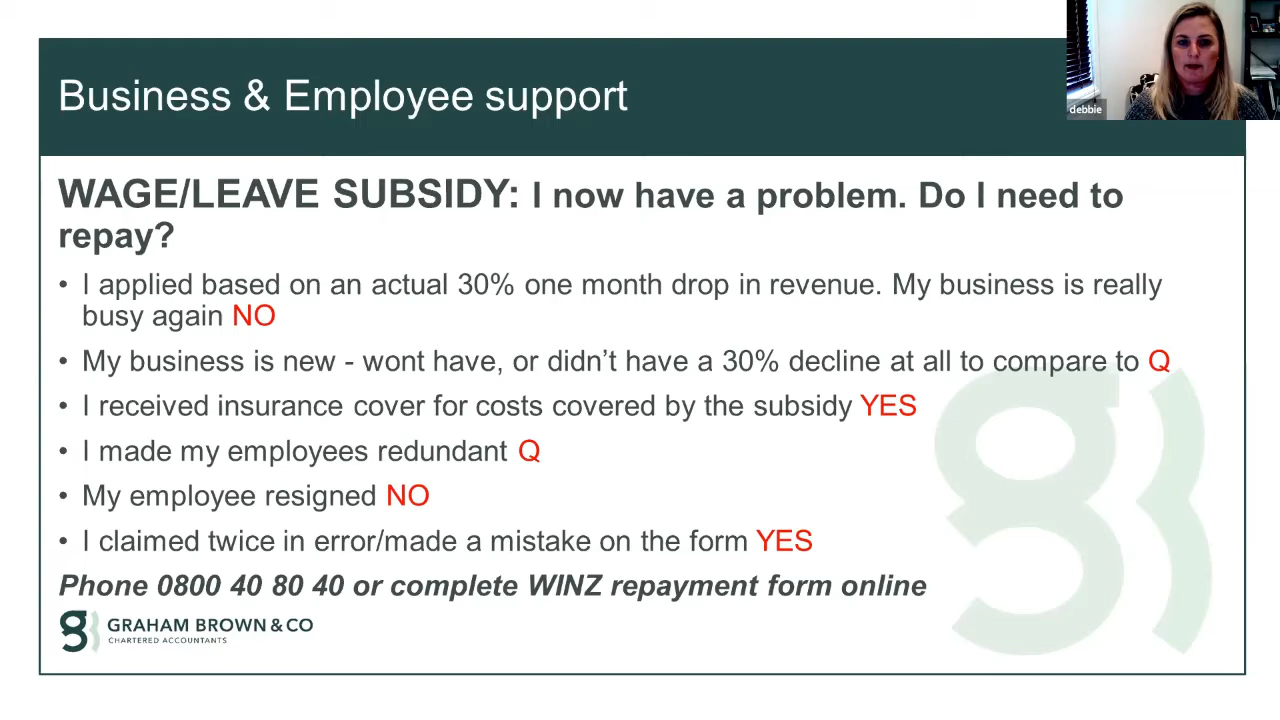 debbie
Business & Employee support
WAGE/LEAVE SUBSIDY: I now have a problem. Do I need to
repay?
• I applied based on an actual 30% one month drop in revenue. My business is really
busy again NO
• My business is new - wont have, or didn’t have a 30% decline at all to compare to Q
• I received insurance cover for costs covered by the subsidy YES
• I made my employees redundant Q
• My employee resigned NO
• I claimed twice in error/made a mistake on the form YES
Phone 0800 40 80 40 or complete WINZ repayment form online
GRAHAM BROWN & CO
CHARTERED ACCOUNTANTS